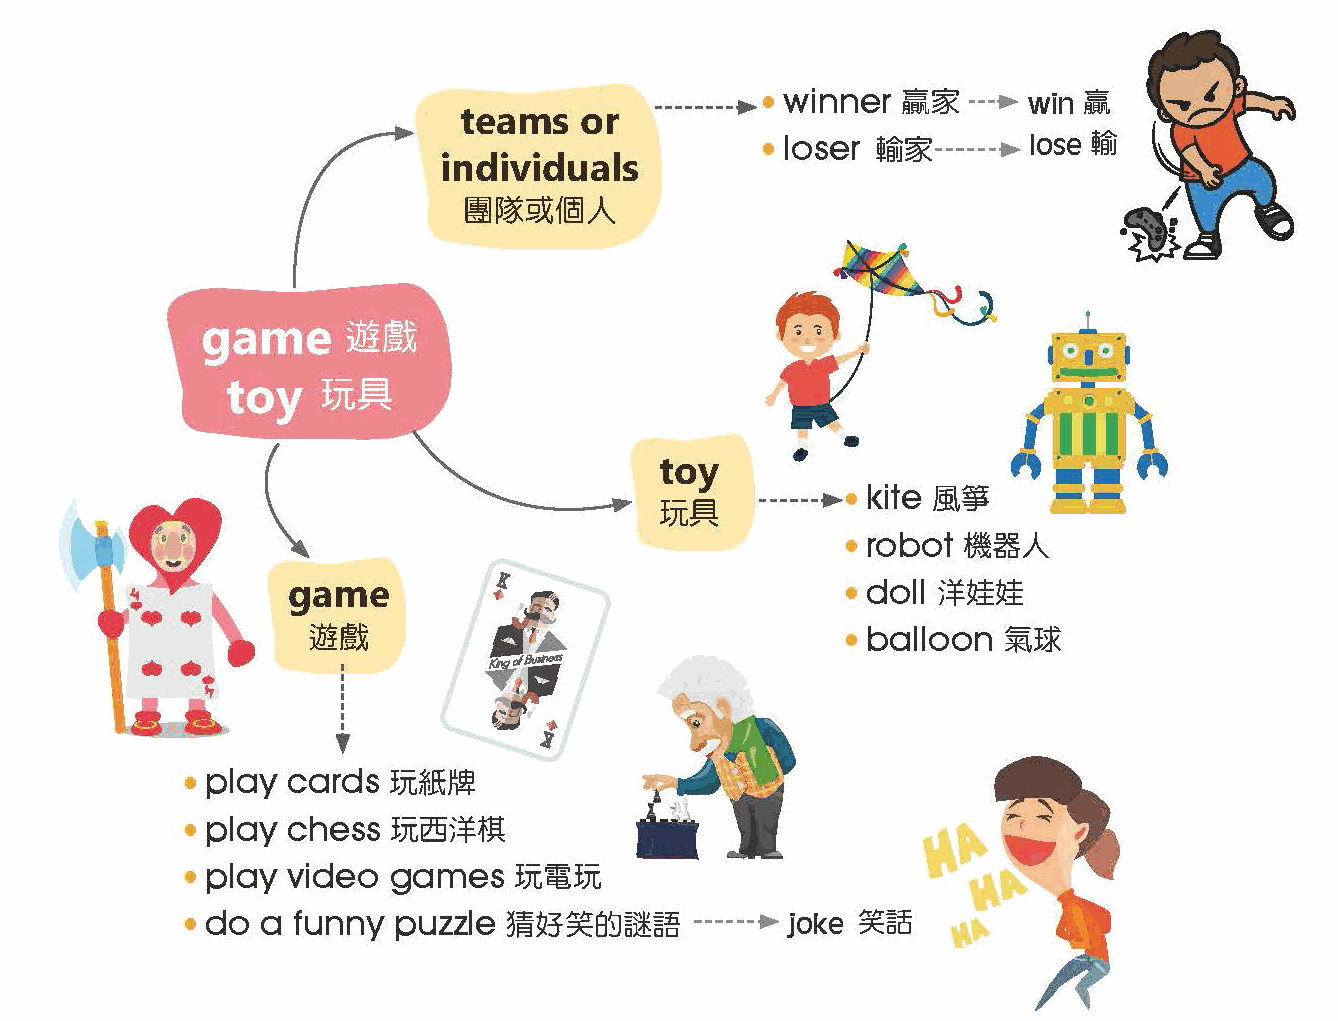 teams or
individuals
團隊或個人
winner 贏家
win 贏
loser 輸家
lose 輸
game 遊戲
toy 玩具
toy
玩具
kite 風箏
robot 機器人
doll 洋娃娃
balloon 氣球
game
遊戲
K
King of Business
K
play cards 玩紙牌
play chess 玩西洋棋
play video games 玩電玩
do a funny puzzle 猜好笑的謎語
joke 笑話
HA
HA
HA
4
4